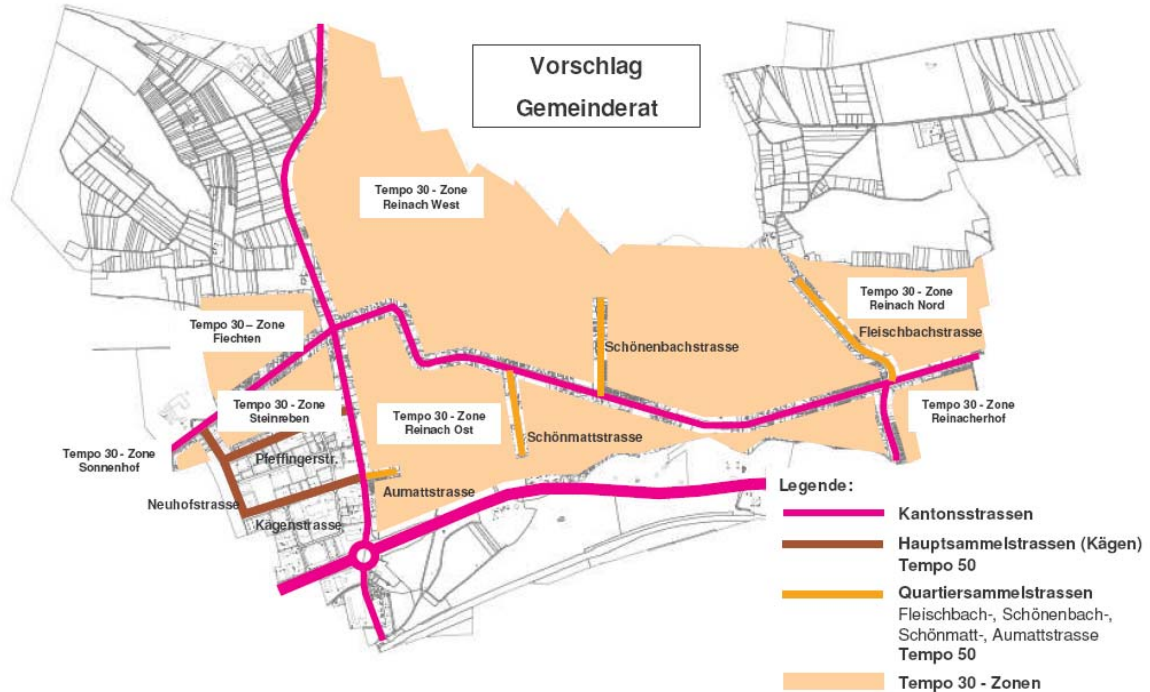 Vorschlag
Gemeinderat
Tempo 30 - Zone
Reinach West
Tempo 30 - Zone
Reinach Nord
Fleischbachstrasse
Tempo 30 – Zone
Fiechten
Schönenbachstrasse
Tempo 30 - Zone
Steinreben
Tempo 30 - Zone
Reinach Ost
Tempo 30 - Zone
Reinacherhof
Schönmattstrasse
Tempo 30 - Zone
Sonnenhof
Pfeffingerstr.
Neuhofstrasse
Aumattstrasse
Kägenstrasse
Legende:
Kantonsstrassen
Hauptsammelstrassen (Kägen)
Tempo 50
Quartiersammelstrassen
Fleischbach-, Schönenbach-,
Schönmatt-, Aumattstrasse
Tempo 50
Tempo 30 - Zonen